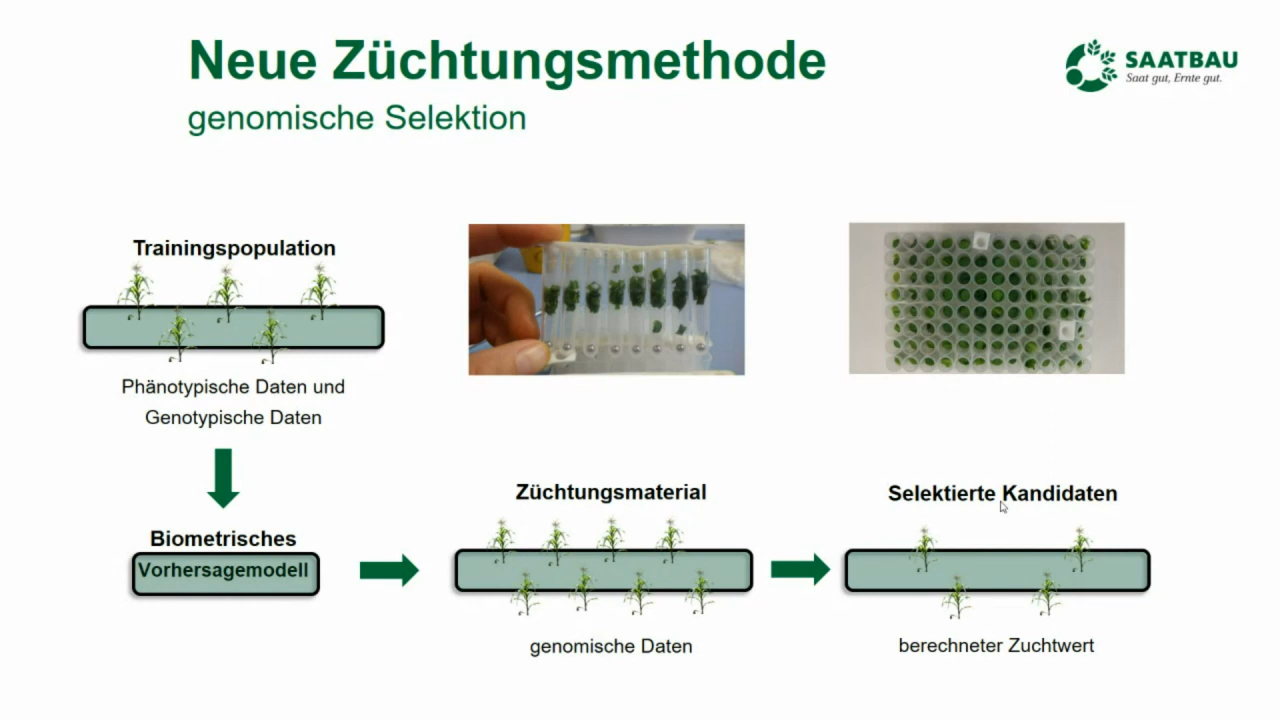 Neue Züchtungsmethode
genomische Selektion
SAATBAU
Saat gut, Ernte gut.
Trainingspopulation
Phänotypische Daten und
Genotypische Daten
Biometrisches
Vorhersagemodell
Züchtungsmaterial
genomische Daten
Selektierte Kandidaten
berechneter Zuchtwert